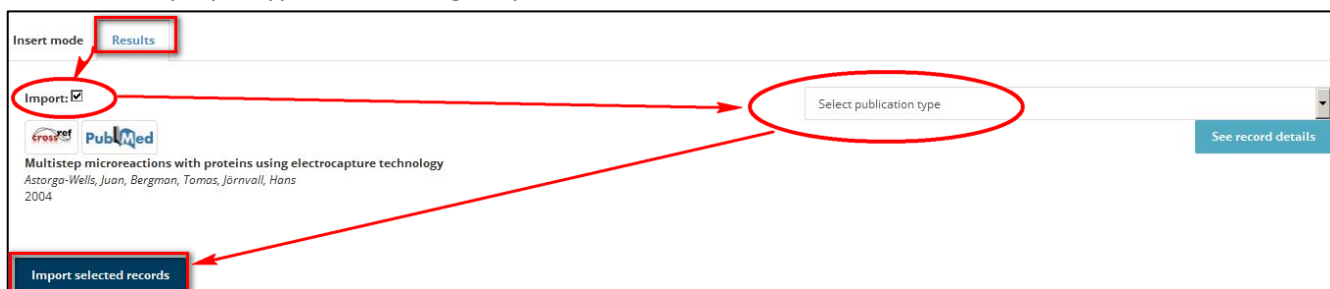 Insert mode Results
Import:
Select publication type
crossref PubMed
See record details
Multistep microreactions with proteins using electrocapture technology
Astorga-Wells, Juan, Bergman, Tomas, Jörnvall, Hans
2004
Import selected records